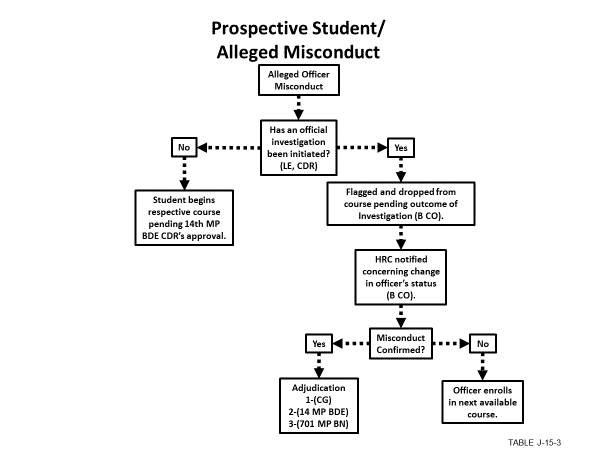 Prospective Student/
Alleged Misconduct
Alleged Officer
Misconduct
Has an official
investigation
been initiated?
(LE, CDR)
No
Yes
Student begins
respective course
pending 14th MP
BDE CDR's approval.
Flagged and dropped from
course pending outcome of
Investigation (B CO).
HRC notified
concerning change
in officer's status
(B CO).
Misconduct
Confirmed?
Yes
No
Adjudication
1-(CG)
2-(14 MP BDE)
3-(701 MP BN)
Officer enrolls
in next available
course.
TABLE J-15-3